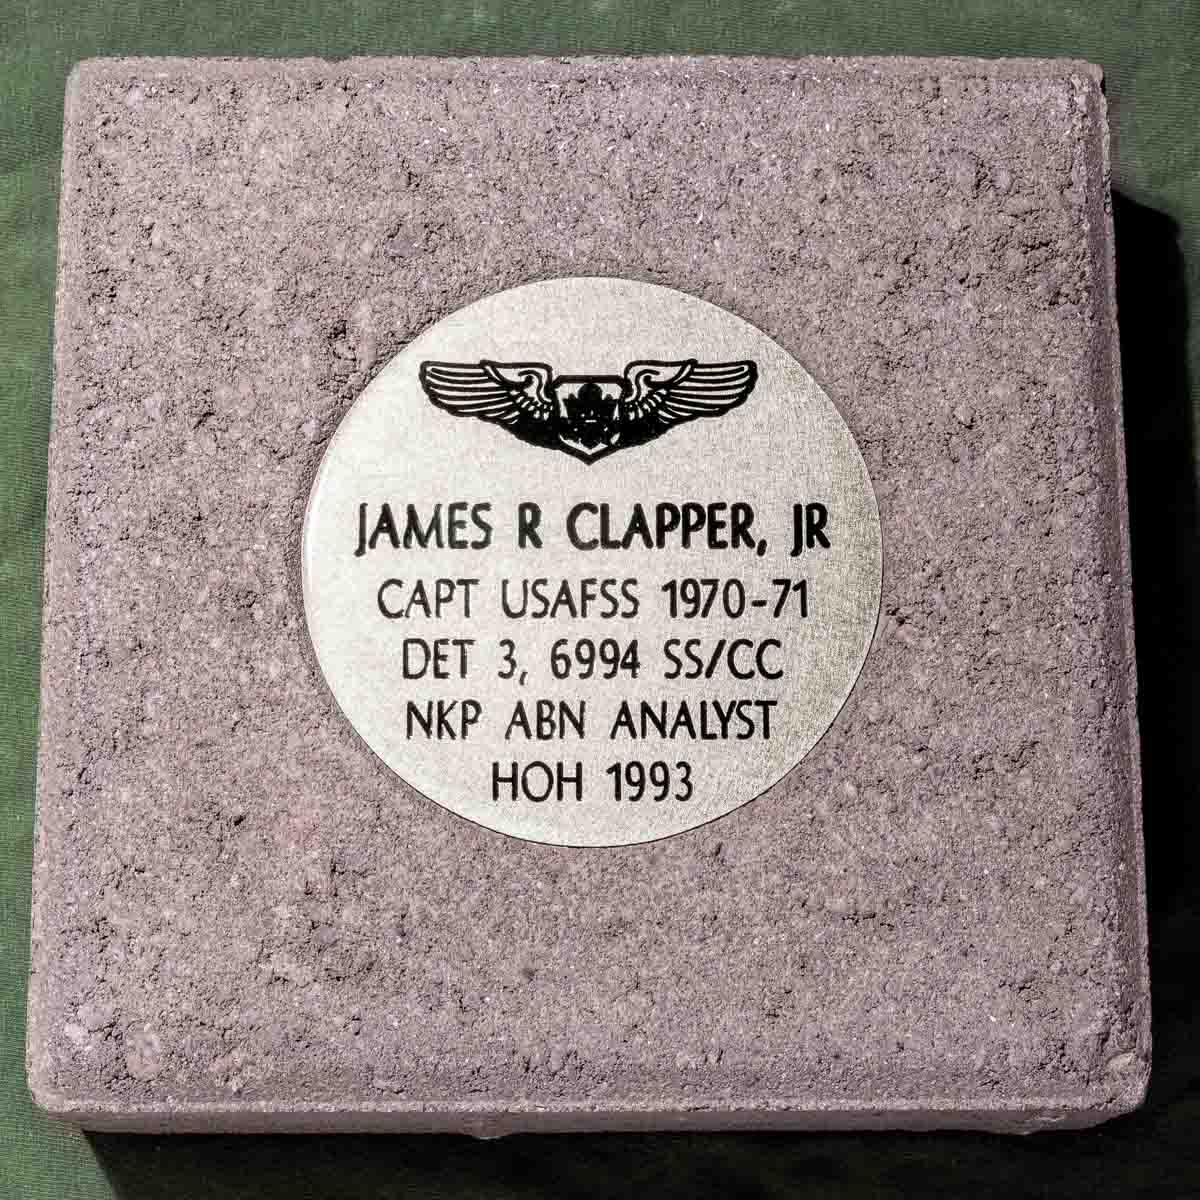 JAMES R CLAPPER, JR
CAPT USAFSS 1970-71
DET 3, 6994 SS/CC
NKP ABN ANALYST
HOH 1993